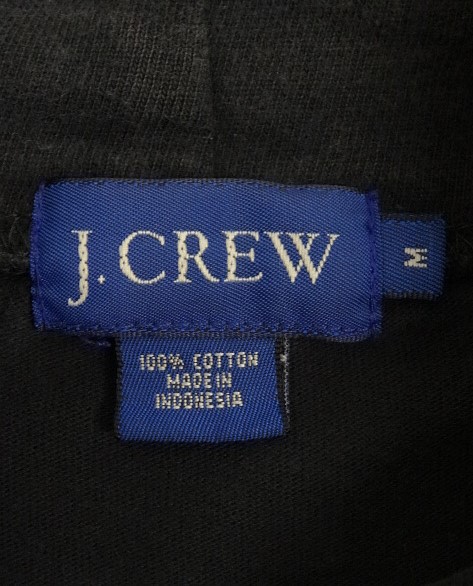 J.CREW
M
100% COTTON
MADE IN
INDONESIA